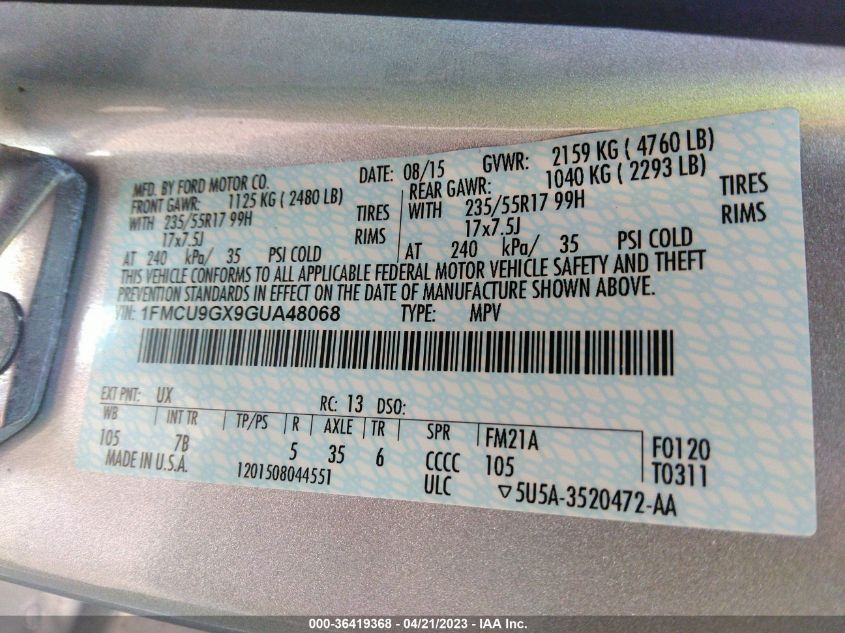 MFD. BY FORD MOTOR CO. DATE: 08/15 GVWR: 2159 KG ( 4760 LB)
FRONT GAWR: 1125 KG ( 2480 LB) REAR GAWR: 1040 KG ( 2293 LB)
WITH 235/55R17 99H TIRES WITH 235/55R17 99H TIRES
17x7.5J RIMS 17x7.5J RIMS
AT 240 kPa/ 35 PSI COLD AT 240 kPa/ 35 PSI COLD
THIS VEHICLE CONFORMS TO ALL APPLICABLE FEDERAL MOTOR VEHICLE SAFETY AND THEFT
PREVENTION STANDARDS IN EFFECT ON THE DATE OF MANUFACTURE SHOWN ABOVE.
VIN: 1FMCU9GX9GUA48068 TYPE: MPV
EXT PNT: UX RC: 13 DSO:
WB INT TR TP/PS R AXLE TR SPR FM21A F0120
105 7B 5 35 6 CCCC 105 T0311
MADE IN U.S.A. 1201508044551 ULC ▽5U5A-3520472-AA
000-36419368 - 04/21/2023 - IAA Inc.